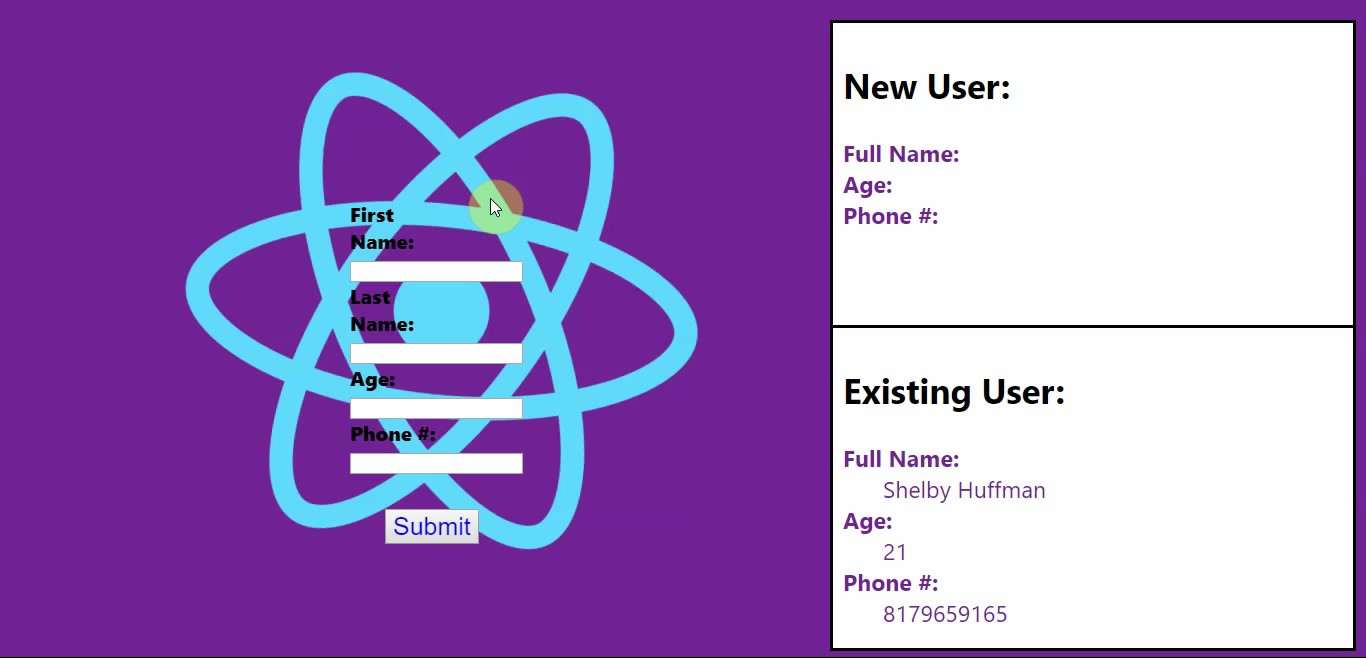 First
Name:
Last
Name:
Age:
Phone #:
Submit
New User:
Full Name:
Age:
Phone #:
Existing User:
Full Name:
Shelby Huffman
Age:
21
Phone #:
8179659165